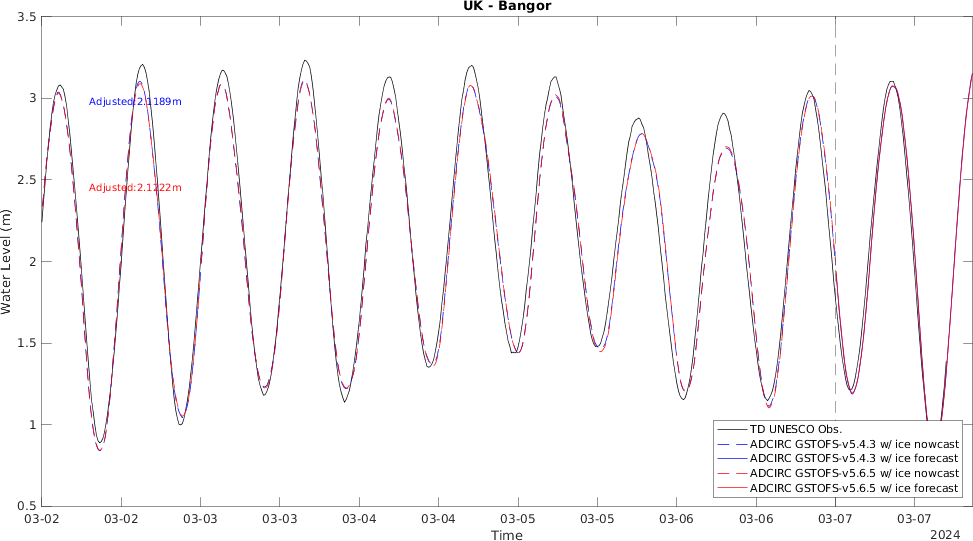 UK - Bangor
3.5
3
2.5
2
1.5
1
0.5
Water Level (m)
Adjusted:2.1189m
Adjusted:2.1222m
TD UNESCO Obs.
ADCIRC GSTOFS-v5.4.3 w/ ice nowcast
ADCIRC GSTOFS-v5.4.3 w/ ice forecast
ADCIRC GSTOFS-v5.6.5 w/ ice nowcast
ADCIRC GSTOFS-v5.6.5 w/ ice forecast
03-02 03-02 03-03 03-03 03-04 03-04 03-05 03-05 03-06 03-06 03-07 03-07
Time
2024